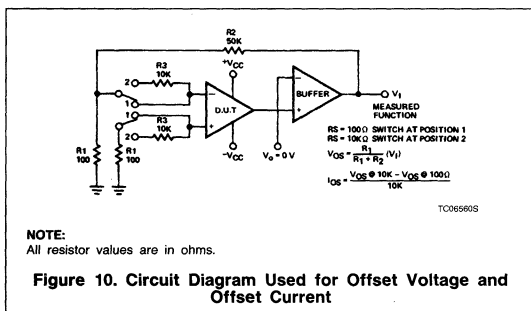 R2
50K
+VCC
R3
10K
2
1
1
2
R3
10K
D.U.T
−
+
−
+
BUFFER
V1
MEASURED
FUNCTION
R1
100
R1
100
−VCC
Vo = 0V
RS = 100Ω SWITCH AT POSITION 1
RS = 10KΩ SWITCH AT POSITION 2
VOS = R1 / R1 + R2 (V1)
IOS = VOS @ 10K − VOS @ 100Ω / 10K
TC06560S
NOTE:
All resistor values are in ohms.
Figure 10. Circuit Diagram Used for Offset Voltage and
Offset Current